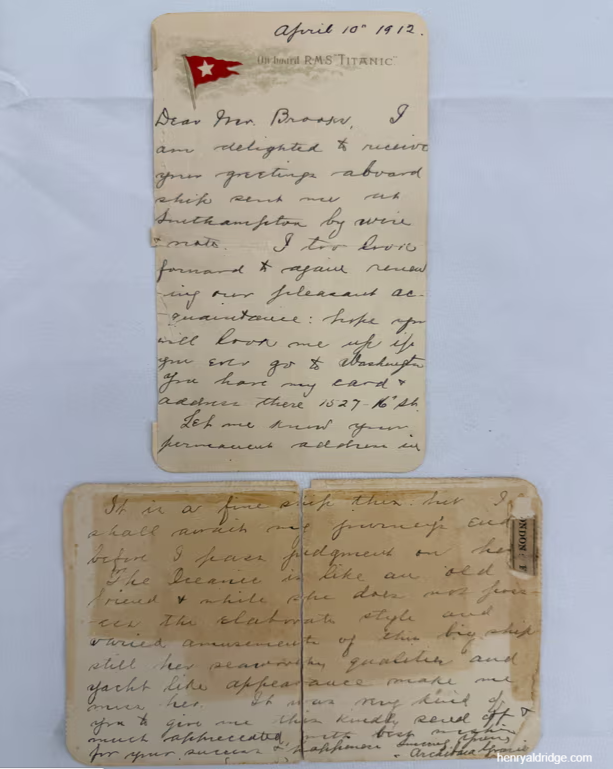 April 10th 1912.
On board R.M.S. "TITANIC"
Dear Mr. I
am delighted to receive
your greetings aboard
ship sent me at
Southampton by wire
& note. I too look
forward to again renew
-ing our pleasant ac-
quaintance: hope you
will look me up if
you ever go to Washington
You have my card &
address there 1527-16th St.
Let me know your
permanent address in
It is a fine ship this but I
shall await my journey's end
before I pass judgment on her
The Oceanic is like an old
friend & while she does not poss-
ess the elaborate style and
varied amusements of this big ship
still her seaworthy qualities and
yacht like appearance make me
miss her. It was very kind of
you to give me this kindly send off &
much appreciated with best wishes
for your success & happiness
Archibald Gracie
ONDON
henryaldridge.com